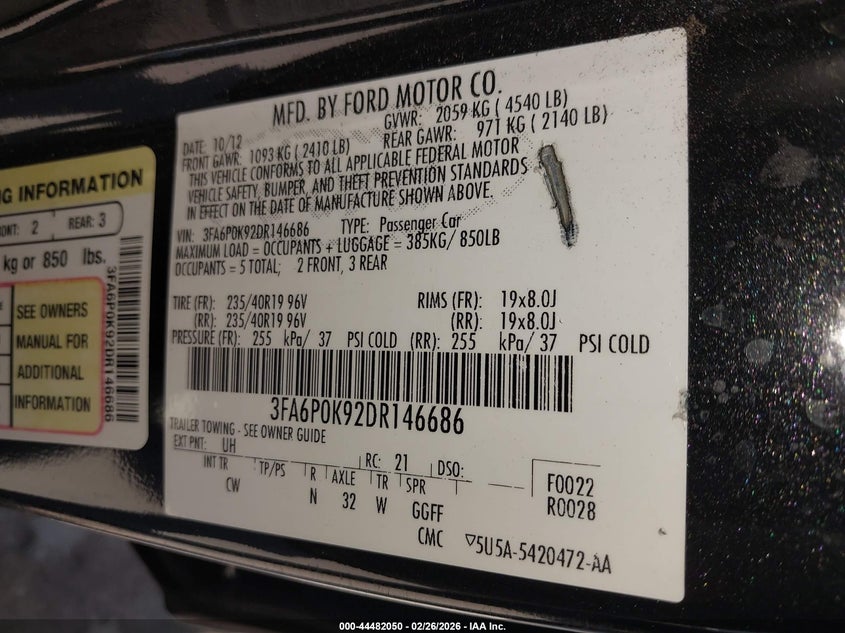 MFD. BY FORD MOTOR CO.
DATE: 10/12 GVWR: 2059 KG ( 4540 LB)
FRONT GAWR: 1093 KG ( 2410 LB) REAR GAWR: 971 KG ( 2140 LB)
THIS VEHICLE CONFORMS TO ALL APPLICABLE FEDERAL MOTOR
VEHICLE SAFETY, BUMPER, AND THEFT PREVENTION STANDARDS
IN EFFECT ON THE DATE OF MANUFACTURE SHOWN ABOVE.
VIN: 3FA6P0K92DR146686 TYPE: Passenger Car
MAXIMUM LOAD = OCCUPANTS + LUGGAGE = 385KG/ 850LB
OCCUPANTS = 5 TOTAL; 2 FRONT, 3 REAR
TIRE (FR): 235/40R19 96V RIMS (FR): 19x8.0J
(RR): 235/40R19 96V (RR): 19x8.0J
PRESSURE (FR): 255 kPa/ 37 PSI COLD (RR): 255 kPa/ 37 PSI COLD
3FA6P0K92DR146686
TRAILER TOWING - SEE OWNER GUIDE
EXT PNT: UH RC: 21 DSO:
INT TR TP/PS R AXLE TR SPR
CW N 32 W GGFF
F0022
R0028
CMC 5U5A-5420472-AA
NG INFORMATION
RONT: 2 REAR: 3
kg or 850 lbs.
SEE OWNERS
MANUAL FOR
ADDITIONAL
INFORMATION
3FA6P0K92DR146686
000-44482050 - 02/26/2026 - IAA Inc.